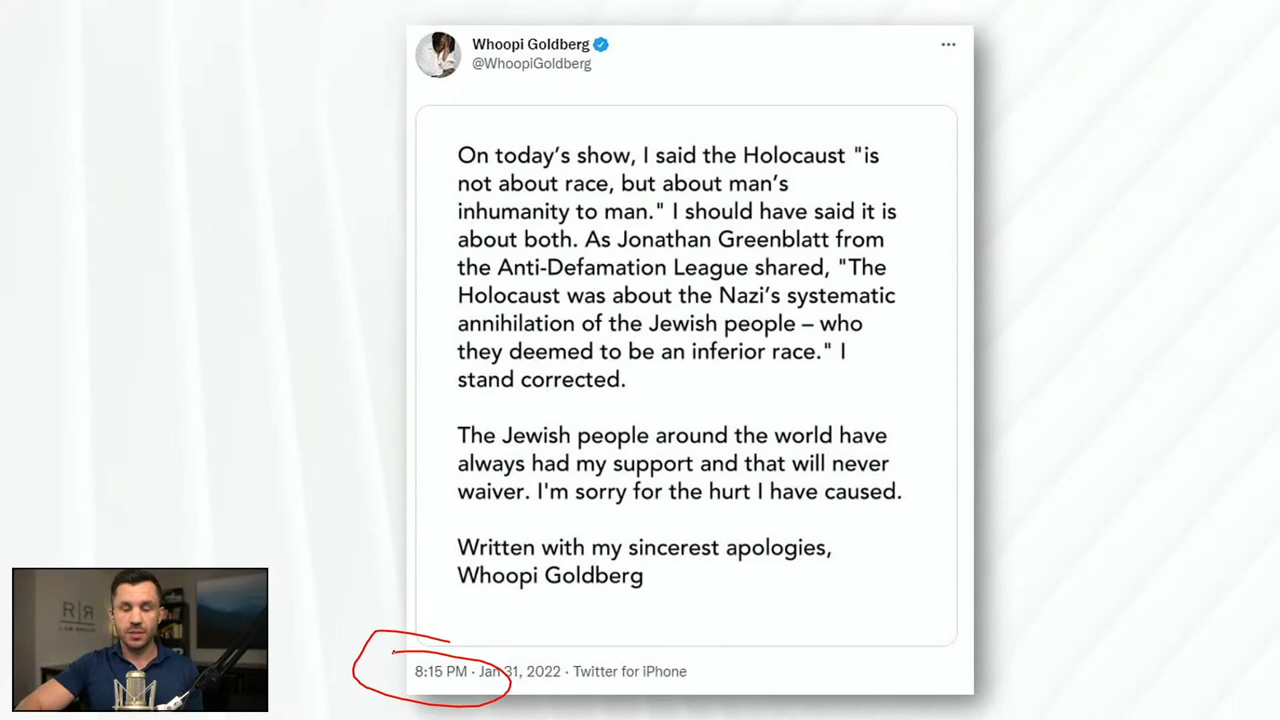 Whoopi Goldberg
@WhoopiGoldberg
On today's show, I said the Holocaust "is
not about race, but about man's
inhumanity to man." I should have said it is
about both. As Jonathan Greenblatt from
the Anti-Defamation League shared, "The
Holocaust was about the Nazi's systematic
annihilation of the Jewish people – who
they deemed to be an inferior race." I
stand corrected.
The Jewish people around the world have
always had my support and that will never
waiver. I'm sorry for the hurt I have caused.
Written with my sincerest apologies,
Whoopi Goldberg
8:15 PM · Jan 31, 2022 · Twitter for iPhone
R|R